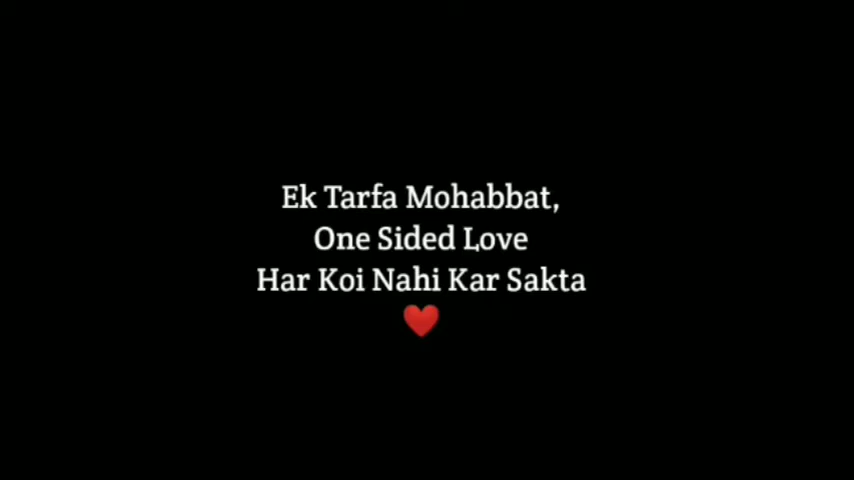 Ek Tarfa Mohabbat,
One Sided Love
Har Koi Nahi Kar Sakta
❤️